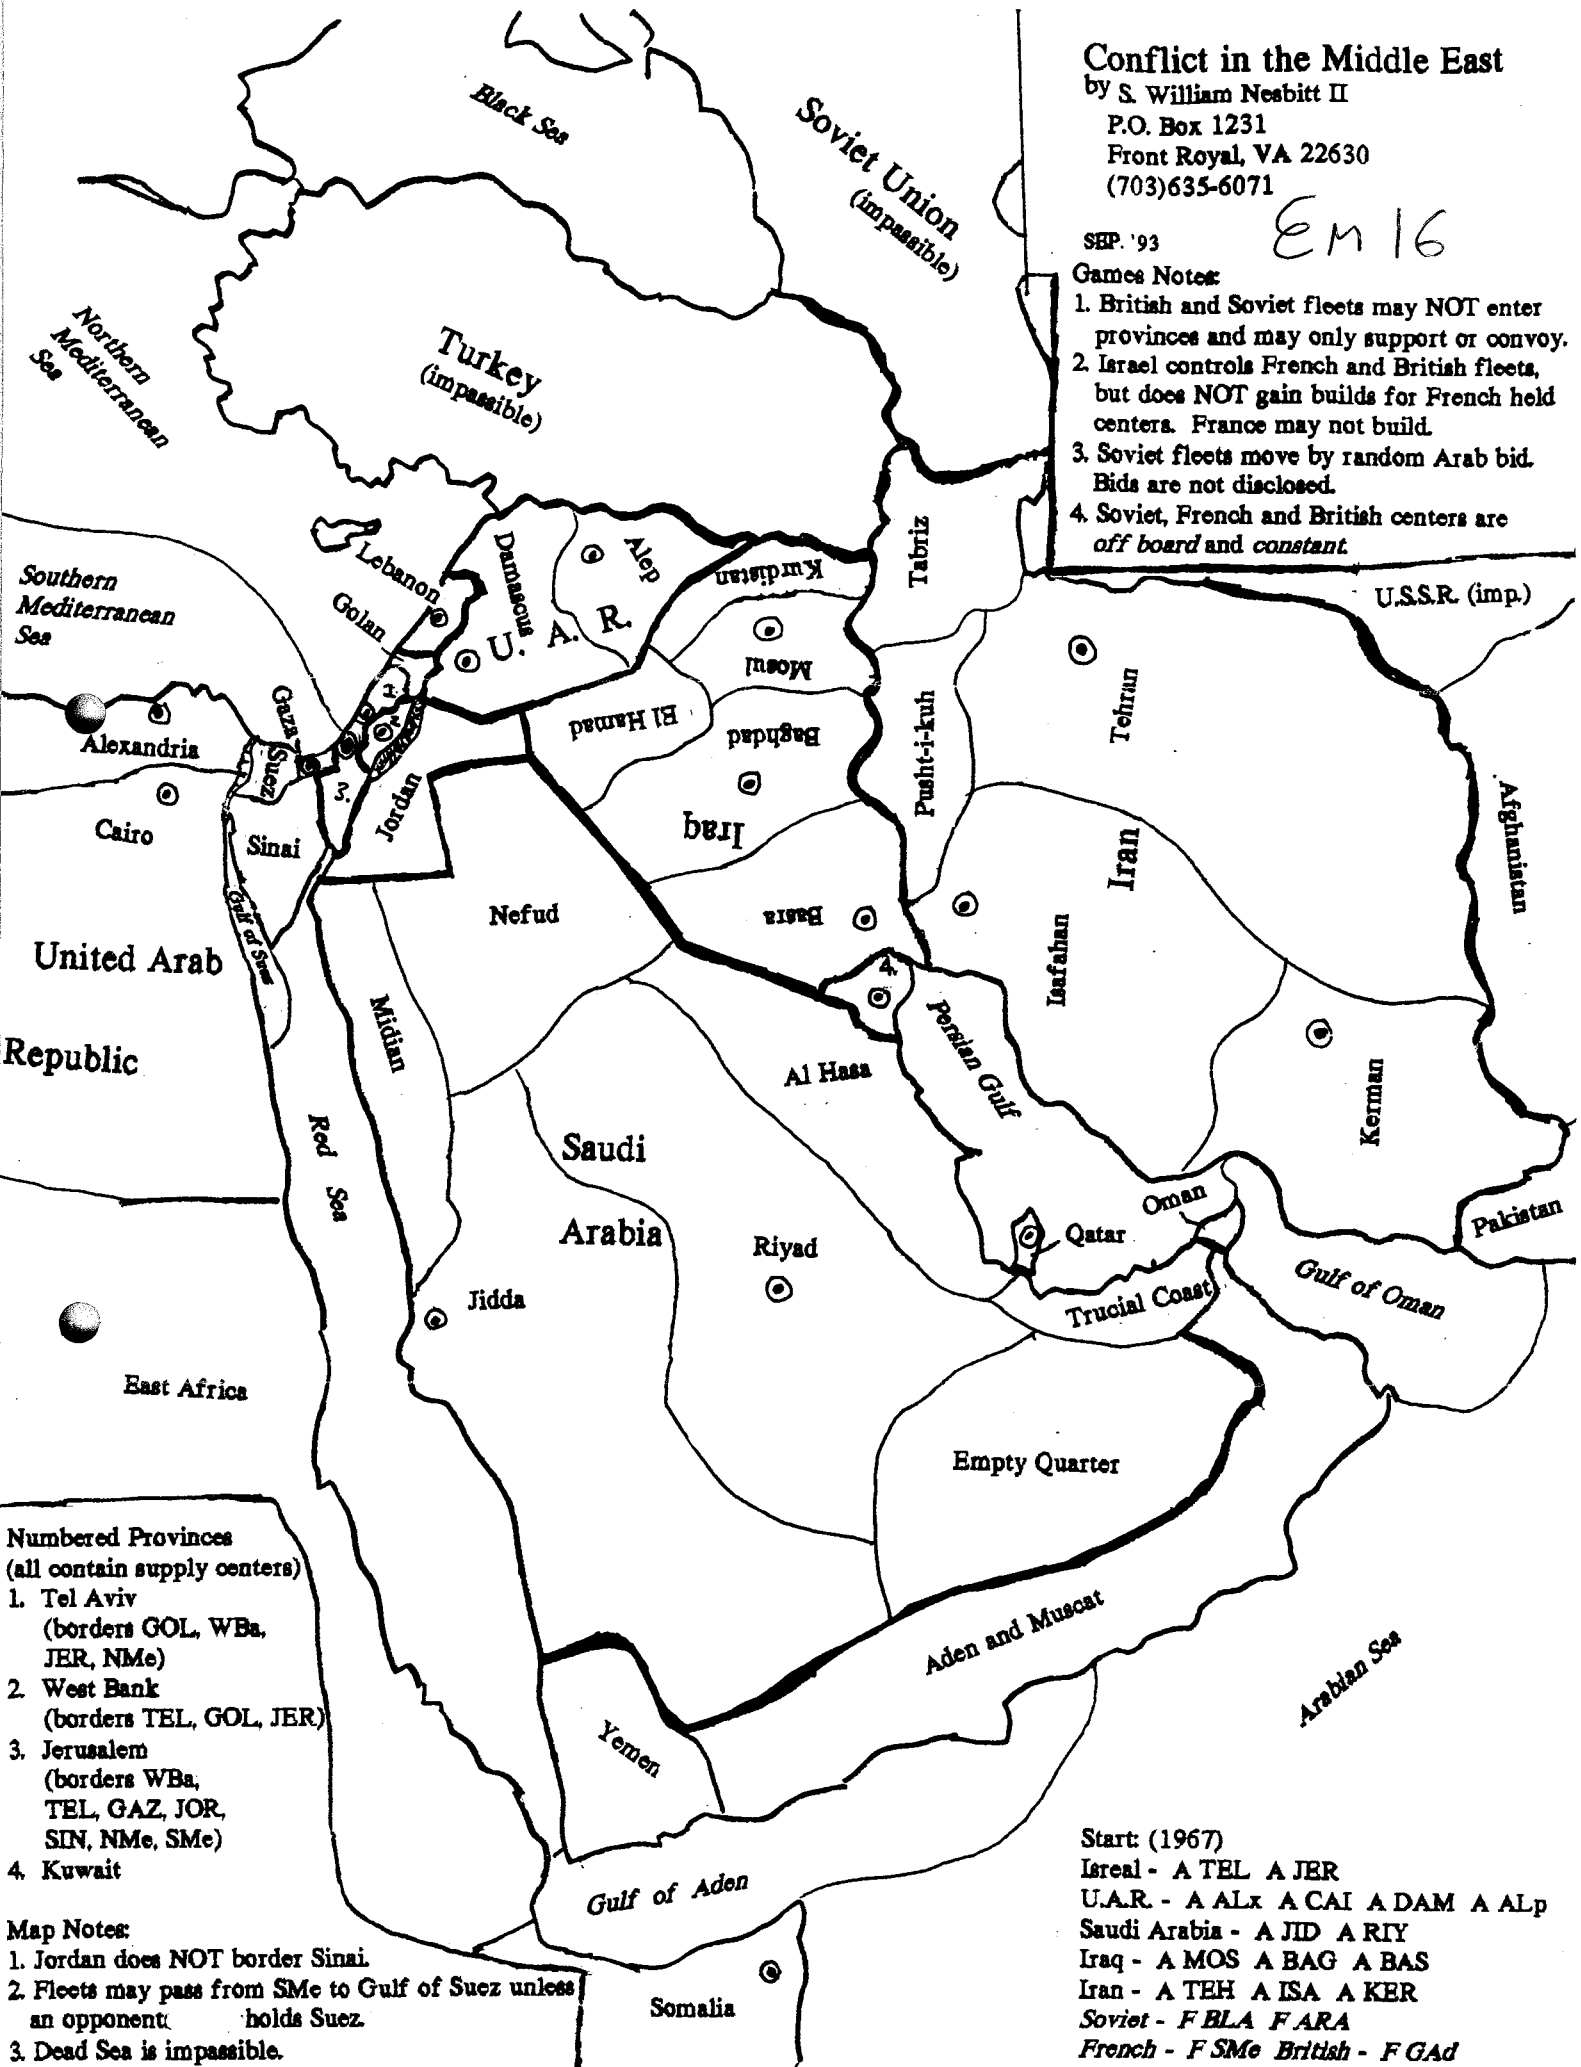 Conflict in the Middle East
by S. William Nesbitt II
P.O. Box 1231
Front Royal, VA 22630
(703)635-6071
EM 16
SEP. '93
Games Notes:
1. British and Soviet fleets may NOT enter
provinces and may only support or convoy.
2. Israel controls French and British fleets,
but does NOT gain builds for French held
centers. France may not build.
3. Soviet fleets move by random Arab bid.
Bids are not disclosed.
4. Soviet, French and British centers are
off board and constant.
Black Sea
Soviet Union
(impassible)
Northern
Mediterranean
Sea
Turkey
(impassible)
Southern
Mediterranean
Sea
Lebanon
Golan
Damascus
Alep
U. A. R.
Kurdistan
Tabriz
U.S.S.R. (imp.)
Mosul
Tehran
Gaza
El Hamad
Baghdad
Pusht-i-kuh
Alexandria
Suez
1.
2.
3.
Jordan
Cairo
Sinai
Iraq
Iran
Afghanistan
Gulf of Suez
Nefud
Basra
4.
Isafahan
United Arab
Republic
Midian
Al Hasa
Persian Gulf
Kerman
Red Sea
Saudi
Arabia
Riyad
Oman
Qatar
Pakistan
Jidda
Trucial Coast
Gulf of Oman
East Africa
Empty Quarter
Aden and Muscat
Arabian Sea
Yemen
Gulf of Aden
Somalia
Numbered Provinces
(all contain supply centers)
1. Tel Aviv
(borders GOL, WBa,
JER, NMe)
2. West Bank
(borders TEL, GOL, JER)
3. Jerusalem
(borders WBa,
TEL, GAZ, JOR,
SIN, NMe, SMe)
4. Kuwait
Map Notes:
1. Jordan does NOT border Sinai.
2. Fleets may pass from SMe to Gulf of Suez unless
an opponent holds Suez.
3. Dead Sea is impassible.
Start: (1967)
Isreal - A TEL A JER
U.A.R. - A ALx A CAI A DAM A ALp
Saudi Arabia - A JID A RIY
Iraq - A MOS A BAG A BAS
Iran - A TEH A ISA A KER
Soviet - F BLA F ARA
French - F SMe British - F GAd